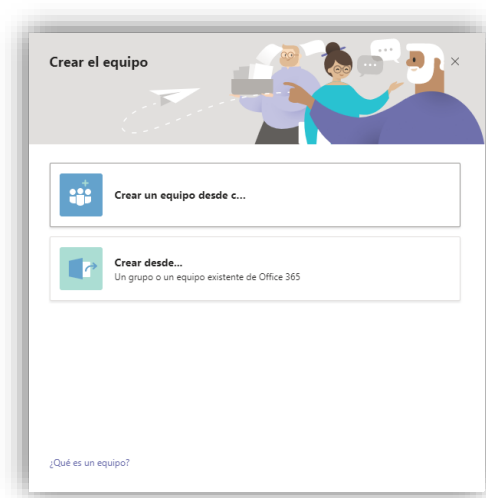 Crear el equipo
Crear un equipo desde c...
Crear desde...
Un grupo o un equipo existente de Office 365
¿Qué es un equipo?